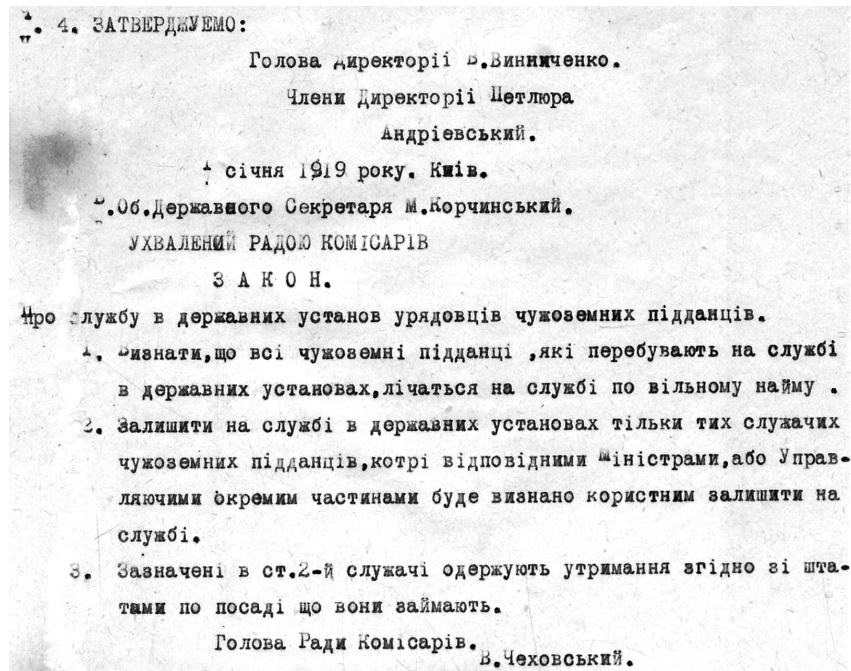 4. ЗАТВЕРДЖУЕМО:
Голова Директорії В.Винниченко.
Члени Директорії Петлюра
Андріевський.
січня 1919 року. Київ.
В.Об.Державного Секретаря М.Корчинський.
УХВАЛЕНИЙ РАДОЮ КОМІСАРІВ
З А К О Н.
Про службу в державних установ урядовців чужоземних підданців.
1. Визнати,що всі чужоземні підданці ,які перебувають на службі
в державних установах,лічаться на службі по вільному найму .
2. Залишити на службі в державних установах тільки тих служачих
чужоземних підданців,котрі відповідними Міністрами,або Управ-
ляючими окремим частинами буде визнано користним залишити на
службі.
3. Зазначені в ст.2-й служачі одержують утримання згідно зі шта-
тами по посаді що вони займають.
Голова Ради Комісарів.
В.Чеховський.